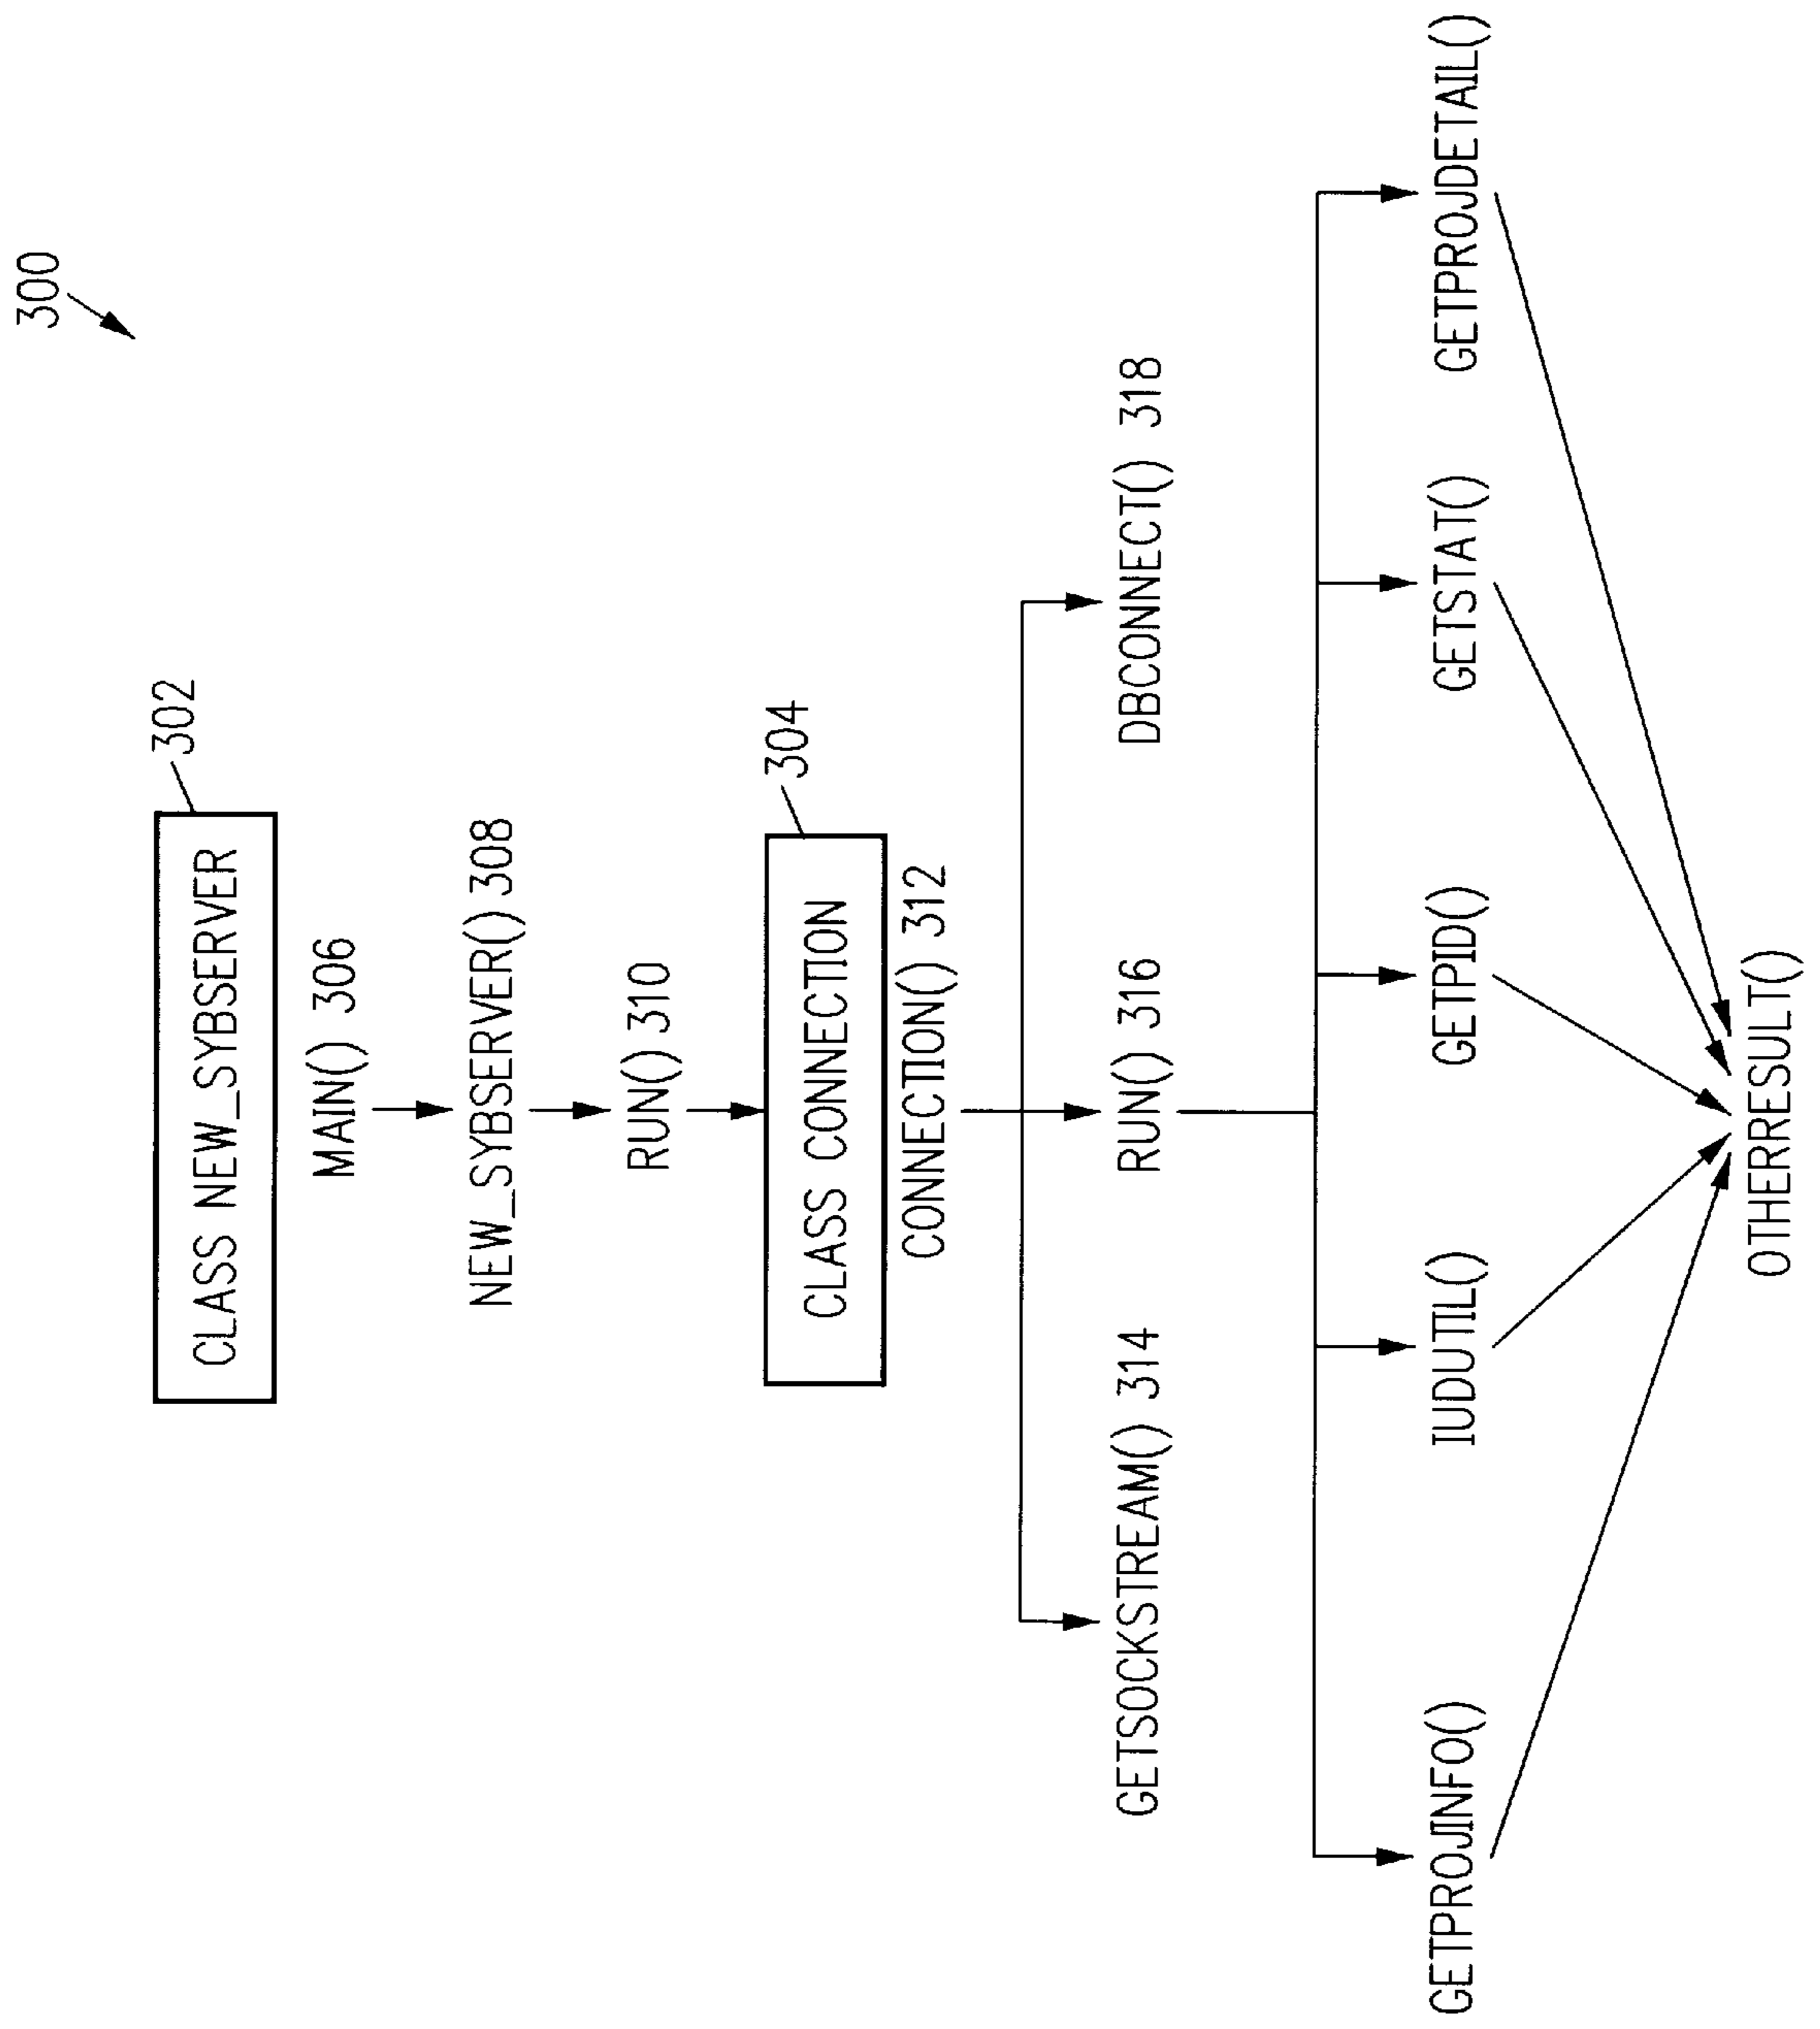 300
CLASS NEW_SYBSERVER
302
MAIN() 306
NEW_SYBSERVER() 308
RUN() 310
CLASS CONNECTION
304
CONNECTION() 312
GETSOCKSTREAM() 314
RUN() 316
DBCONNECT() 318
GETPROJINFO()
IUDUTIL()
GETPID()
GETSTAT()
GETPROJDETAIL()
OTHERRESULT()